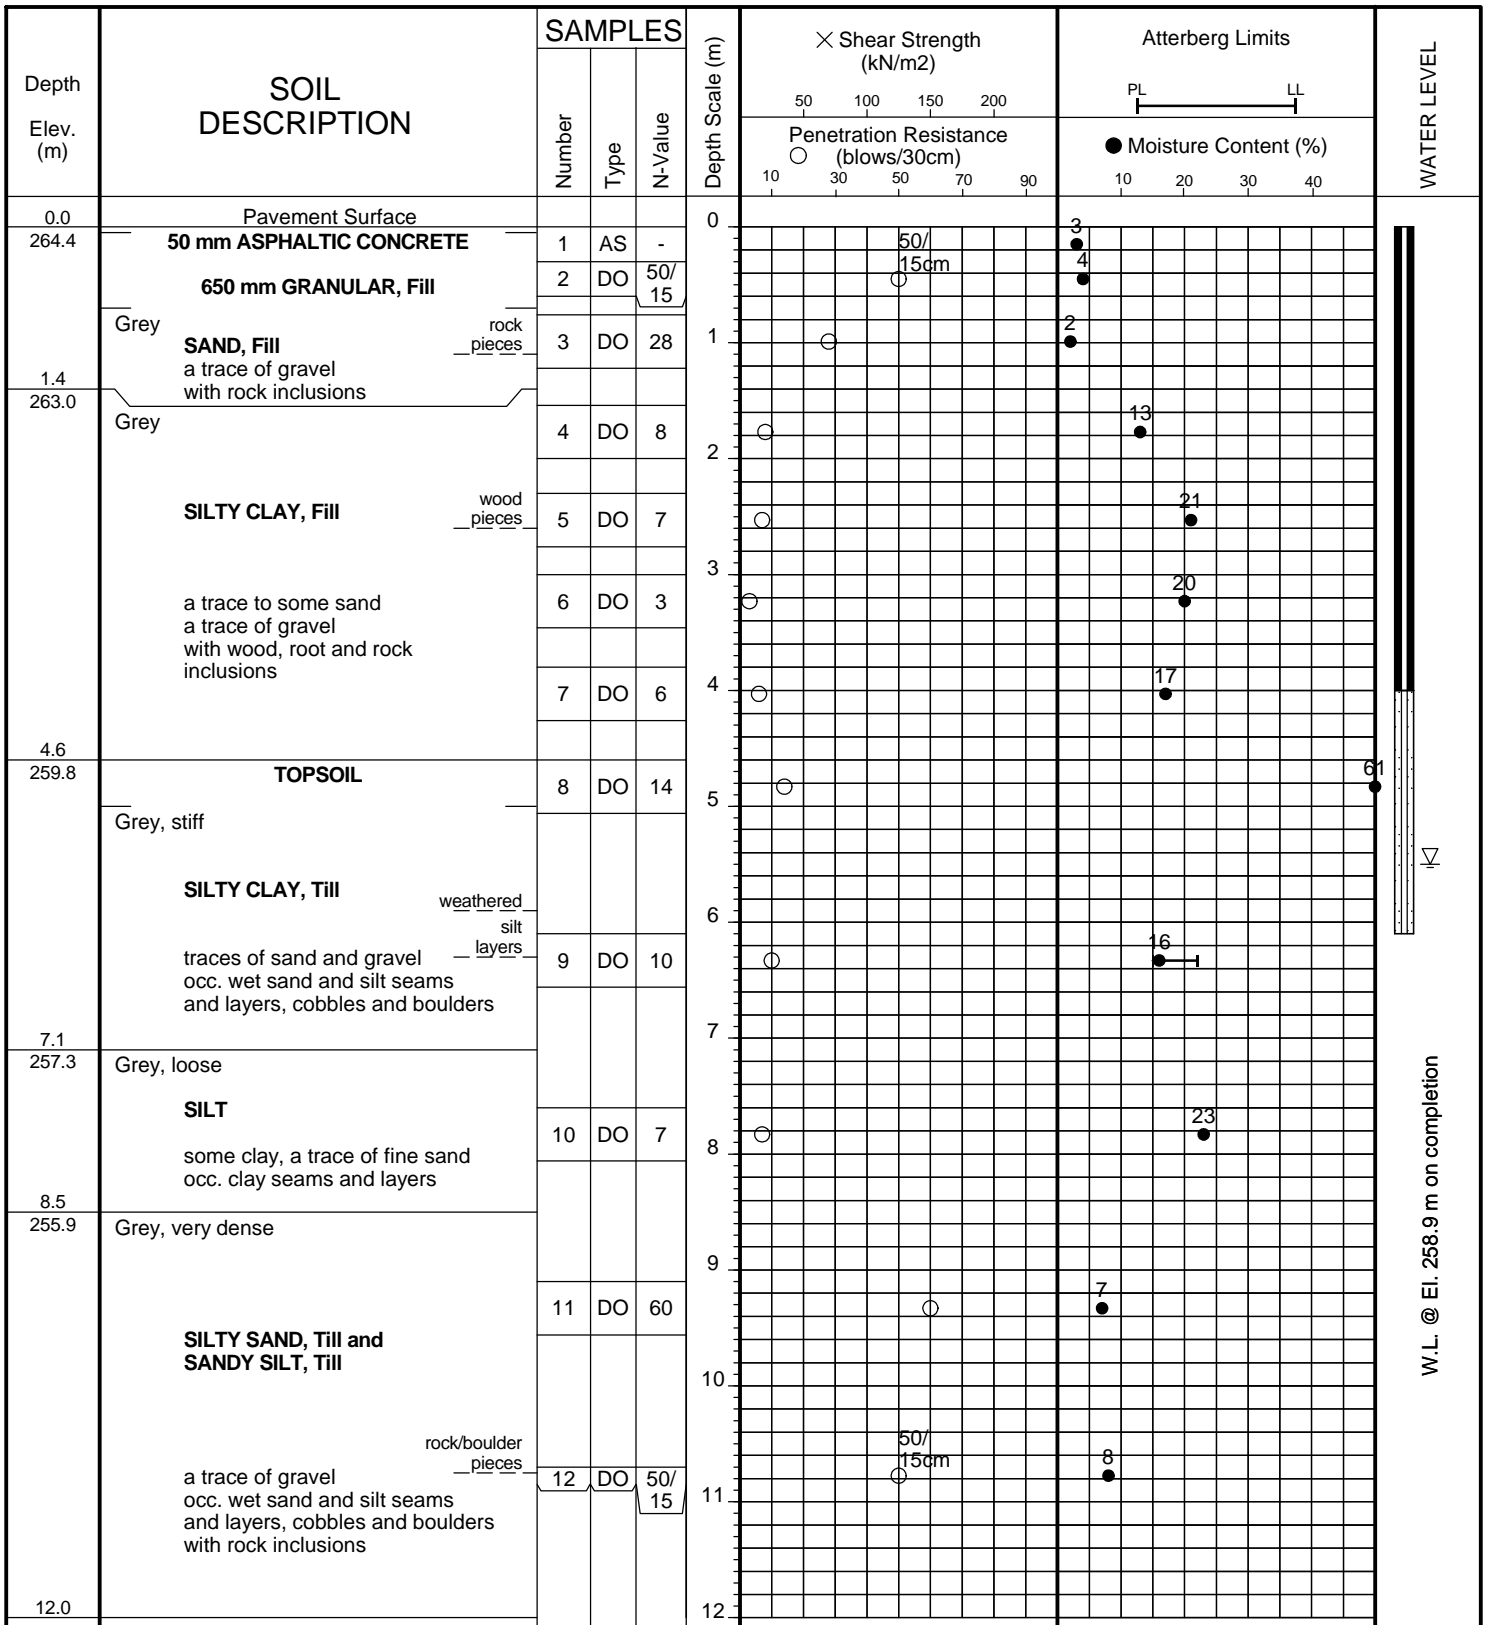 SAMPLES
Depth
Elev.
(m)
SOIL
DESCRIPTION
Number
Type
N-Value
Depth Scale (m)
× Shear Strength
(kN/m2)
50 100 150 200
Penetration Resistance
(blows/30cm)
10 30 50 70 90
Atterberg Limits
PL LL
Moisture Content (%)
10 20 30 40
WATER LEVEL
0.0 Pavement Surface 0
264.4 50 mm ASPHALTIC CONCRETE 1 AS - 3
50/
15cm
650 mm GRANULAR, Fill 2 DO 50/
15
4
Grey
rock
pieces
SAND, Fill 3 DO 28 1 2
a trace of gravel
with rock inclusions
1.4
263.0
Grey
4 DO 8 13
2
SILTY CLAY, Fill
wood
pieces
5 DO 7 21
3
a trace to some sand
a trace of gravel
with wood, root and rock
inclusions
6 DO 3 20
7 DO 6 4 17
4.6
259.8 TOPSOIL 8 DO 14 61
5
Grey, stiff
SILTY CLAY, Till
weathered
6
silt
layers
traces of sand and gravel
occ. wet sand and silt seams
and layers, cobbles and boulders
9 DO 10 16
7
7.1
257.3 Grey, loose
SILT
10 DO 7 23
8
some clay, a trace of fine sand
occ. clay seams and layers
8.5
255.9 Grey, very dense
9
11 DO 60 7
SILTY SAND, Till and
SANDY SILT, Till
10
rock/boulder
pieces
50/
15cm
8
a trace of gravel
occ. wet sand and silt seams
and layers, cobbles and boulders
with rock inclusions
12 DO 50/
15
11
12.0 12
W.L. @ El. 258.9 m on completion